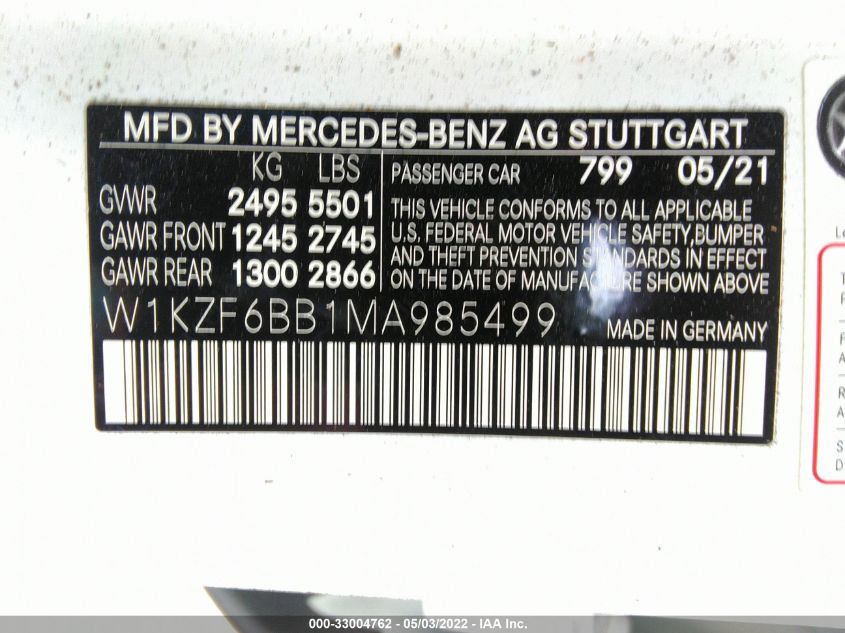 MFD BY MERCEDES-BENZ AG STUTTGART
KG LBS
GVWR 2495 5501
GAWR FRONT 1245 2745
GAWR REAR 1300 2866
PASSENGER CAR 799 05/21
THIS VEHICLE CONFORMS TO ALL APPLICABLE
U.S. FEDERAL MOTOR VEHICLE SAFETY, BUMPER
AND THEFT PREVENTION STANDARDS IN EFFECT
ON THE DATE OF MANUFACTURE SHOWN ABOVE
W1KZF6BB1MA985499 MADE IN GERMANY
000-33004762 - 05/03/2022 - IAA Inc.